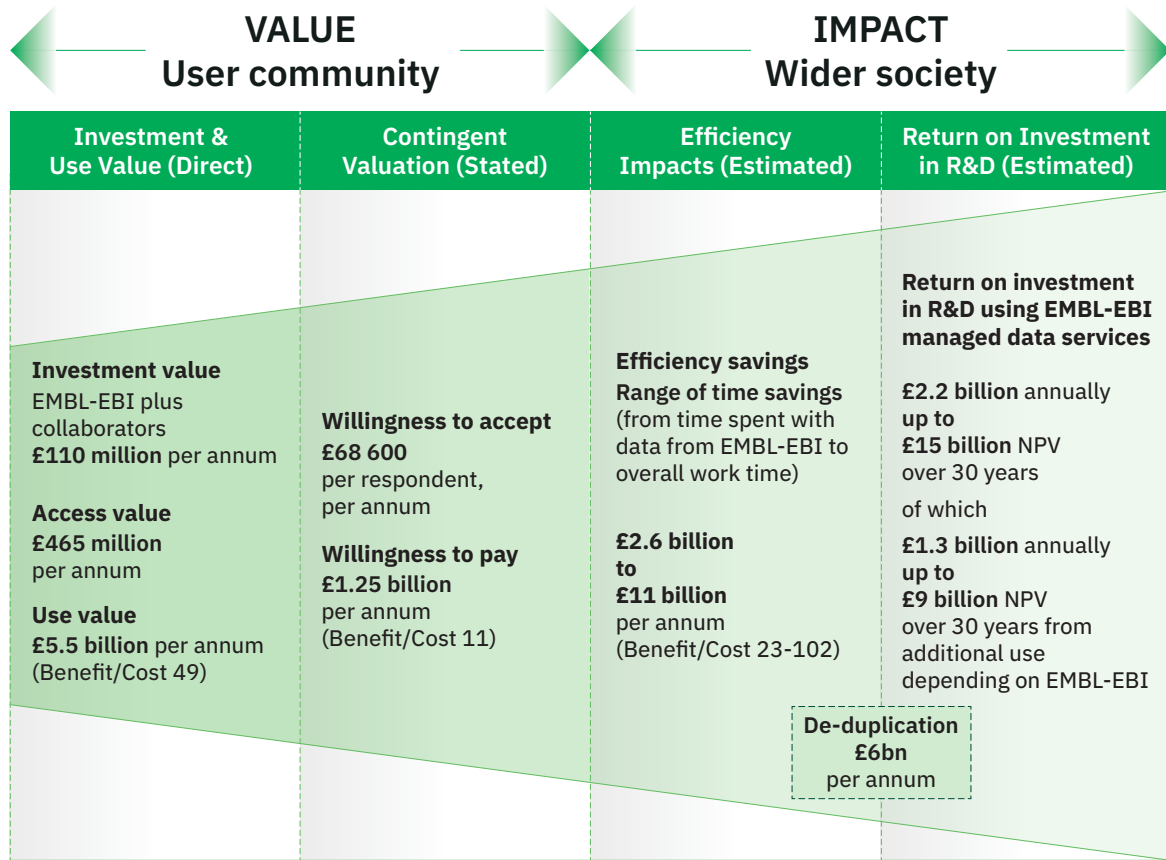 VALUE
User community
IMPACT
Wider society
Investment &
Use Value (Direct)
Contingent
Valuation (Stated)
Efficiency
Impacts (Estimated)
Return on Investment
in R&D (Estimated)
Investment value
EMBL-EBI plus
collaborators
£110 million per annum
Access value
£465 million
per annum
Use value
£5.5 billion per annum
(Benefit/Cost 49)
Willingness to accept
£68 600
per respondent,
per annum
Willingness to pay
£1.25 billion
per annum
(Benefit/Cost 11)
Efficiency savings
Range of time savings
(from time spent with
data from EMBL-EBI to
overall work time)
£2.6 billion
to
£11 billion
per annum
(Benefit/Cost 23-102)
Return on investment
in R&D using EMBL-EBI
managed data services
£2.2 billion annually
up to
£15 billion NPV
over 30 years
of which
£1.3 billion annually
up to
£9 billion NPV
over 30 years from
additional use
depending on EMBL-EBI
De-duplication
£6bn
per annum